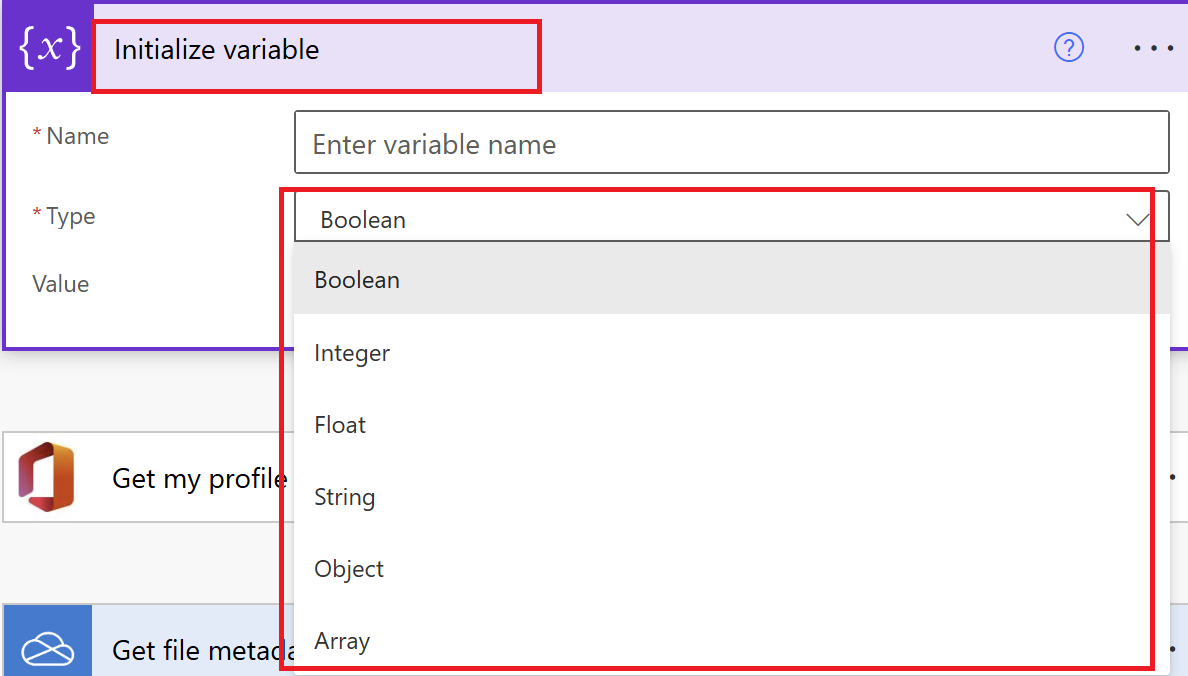 {x} Initialize variable ?
* Name Enter variable name
* Type Boolean
Boolean
Value
Integer
Float
Get my profile
String
Object
Get file metada
Array